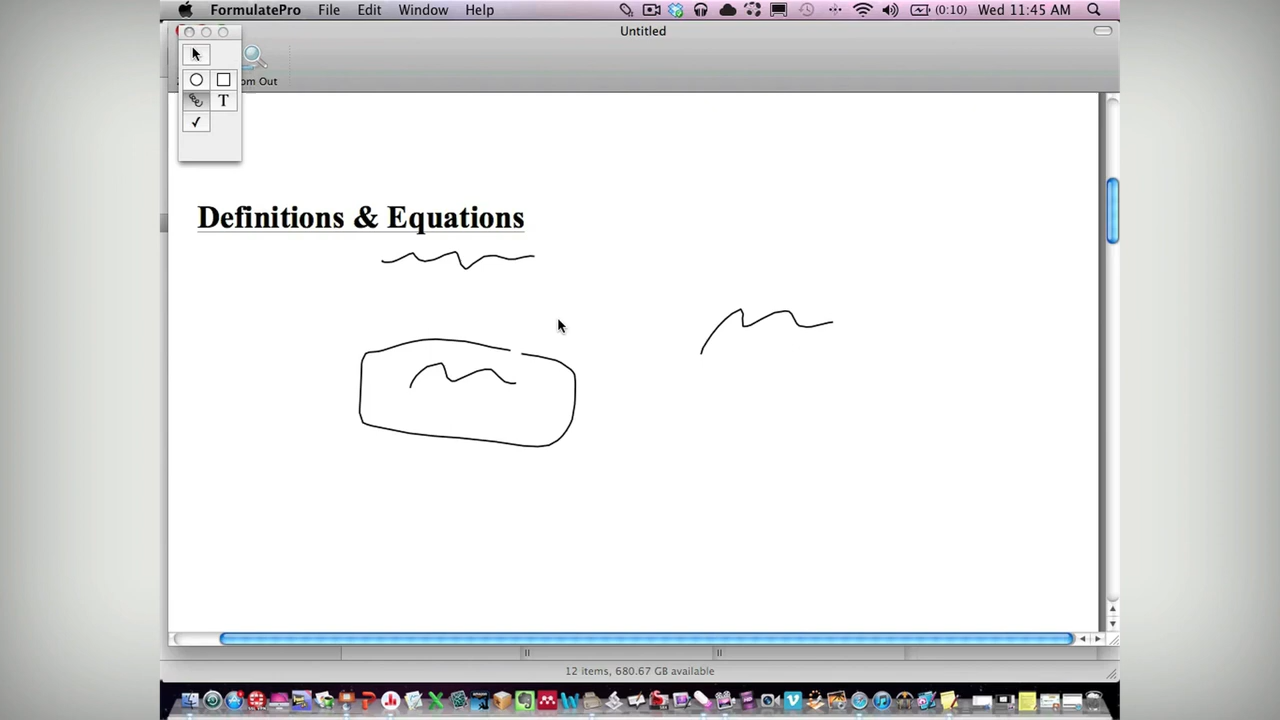 FormulatePro File Edit Window Help (0:10) Wed 11:45 AM
Untitled
om Out
T
Definitions & Equations
12 items, 680.67 GB available